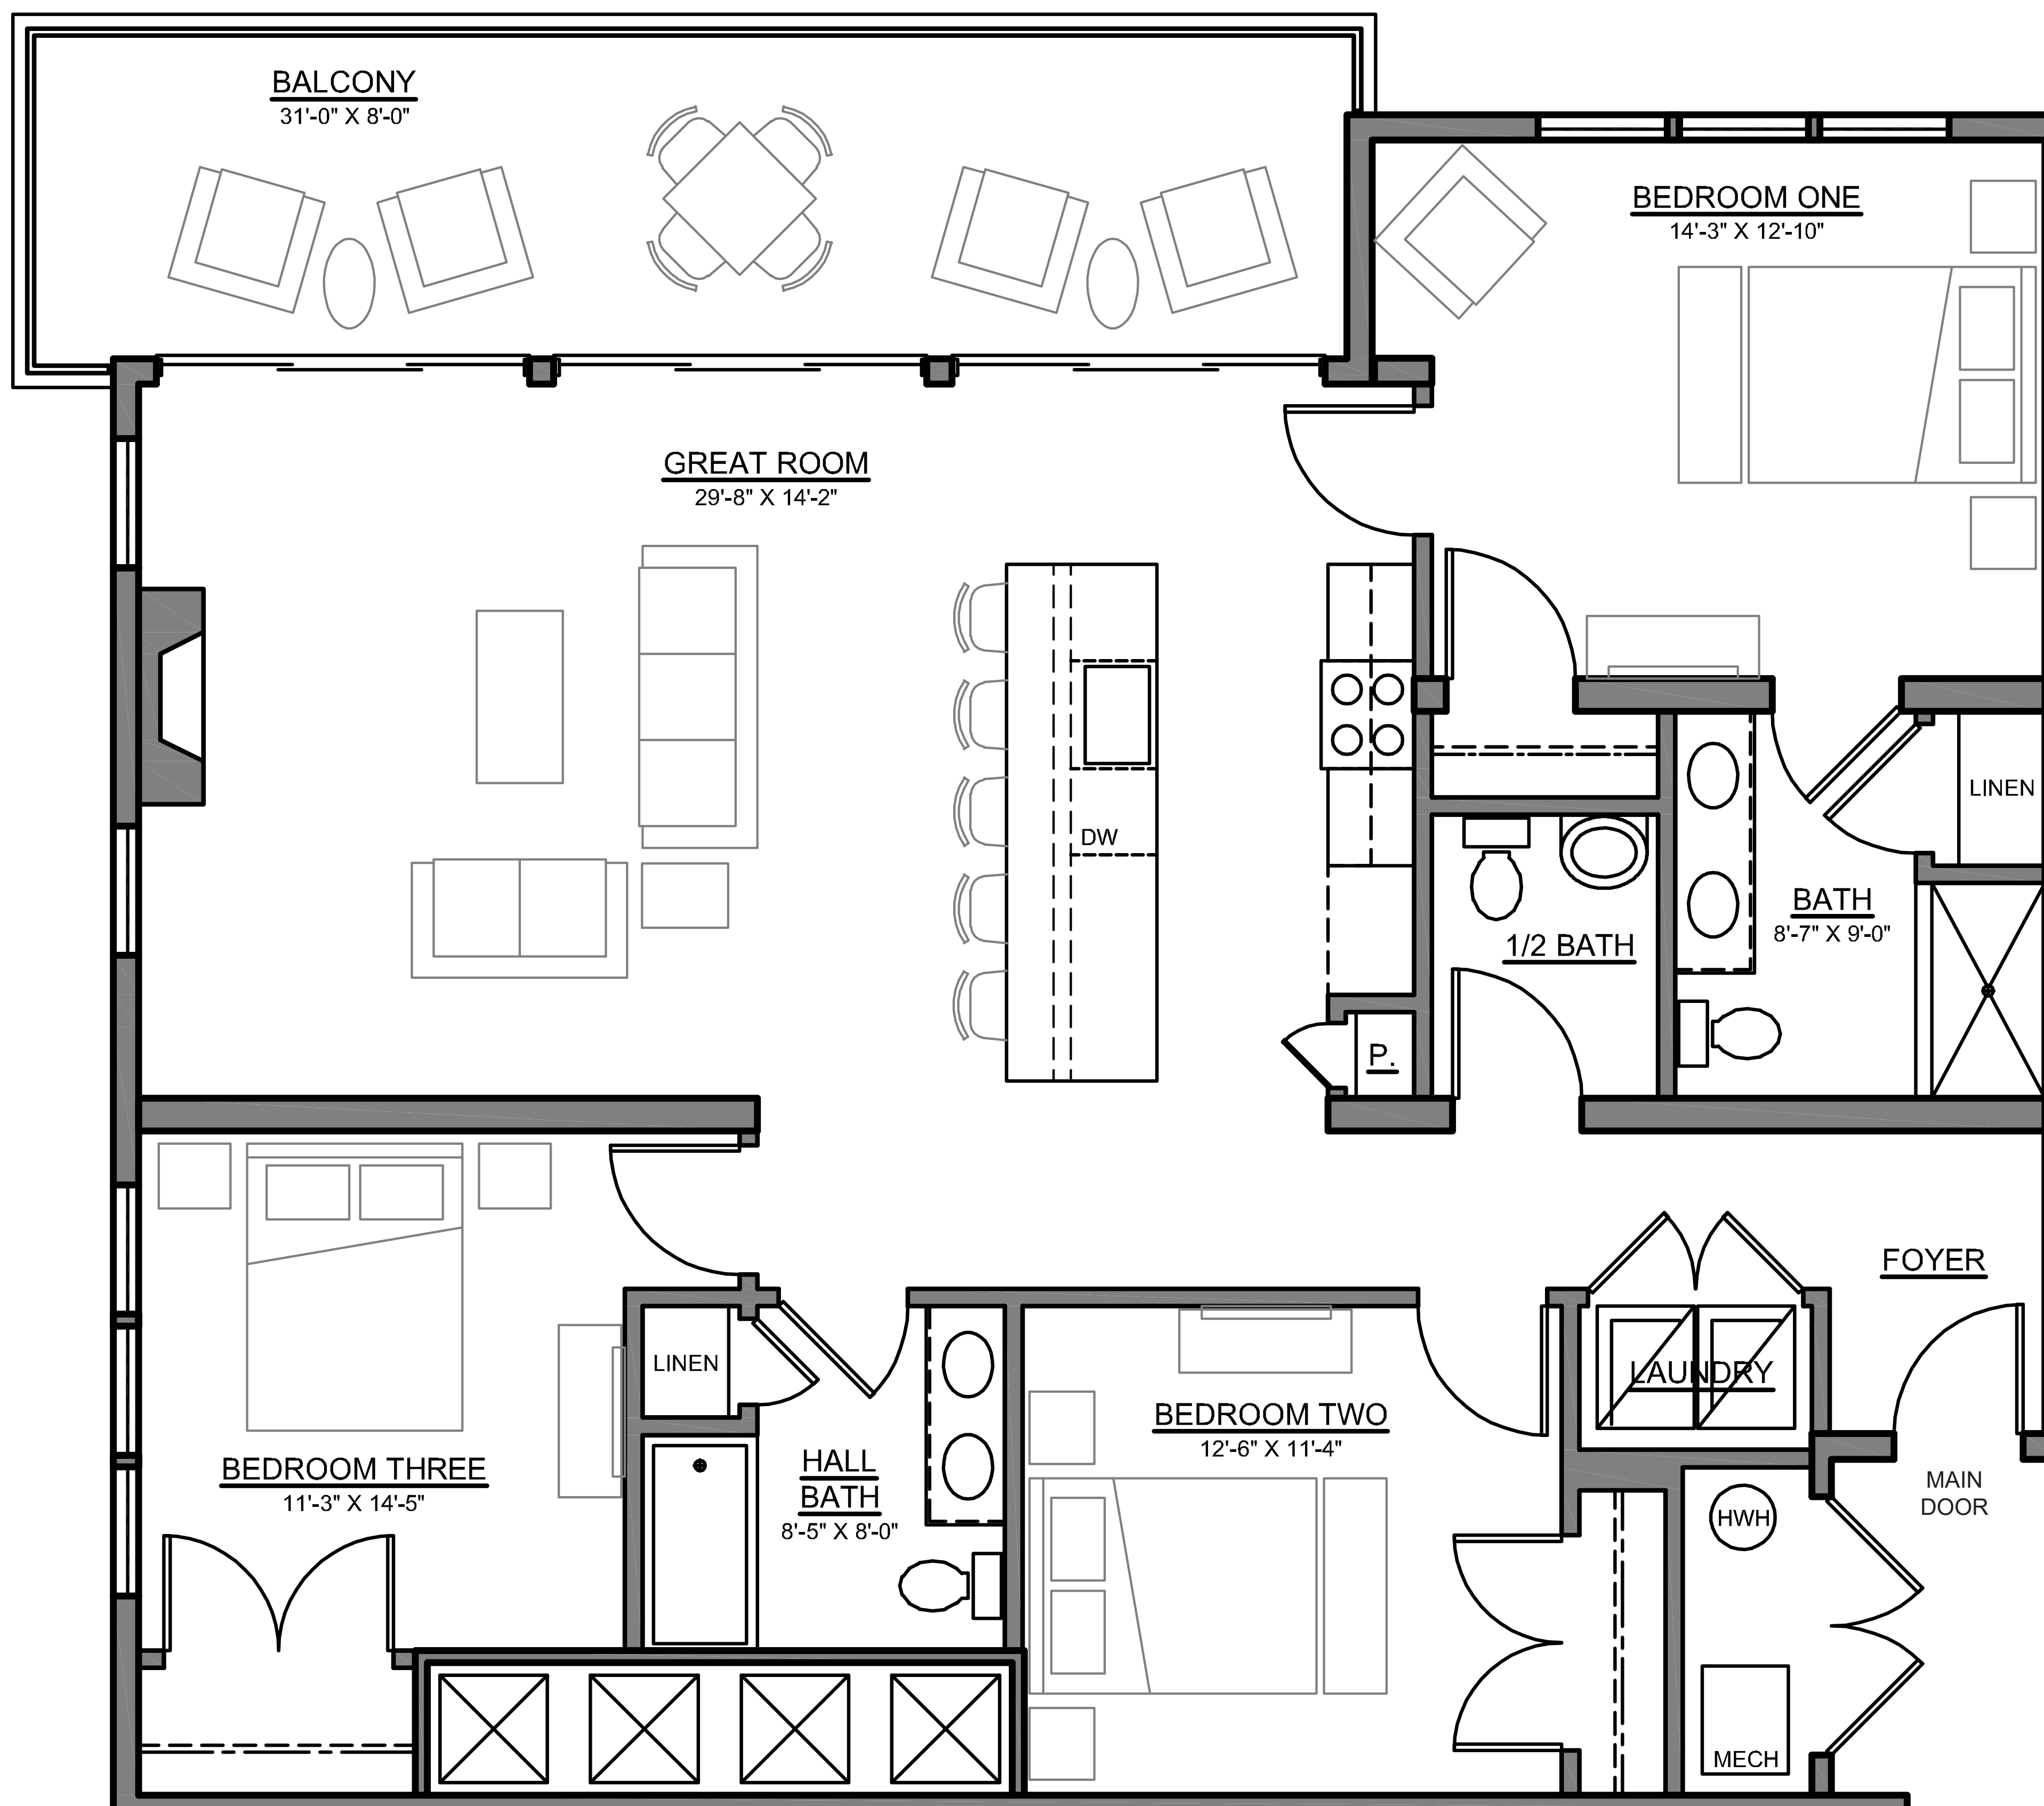 BALCONY
31'-0" X 8'-0"
BEDROOM ONE
14'-3" X 12'-10"
GREAT ROOM
29'-8" X 14'-2"
LINEN
DW
BATH
8'-7" X 9'-0"
1/2 BATH
P.
FOYER
LINEN
LAUNDRY
BEDROOM TWO
12'-6" X 11'-4"
HALL
BATH
8'-5" X 8'-0"
BEDROOM THREE
11'-3" X 14'-5"
MAIN
DOOR
HWH
MECH